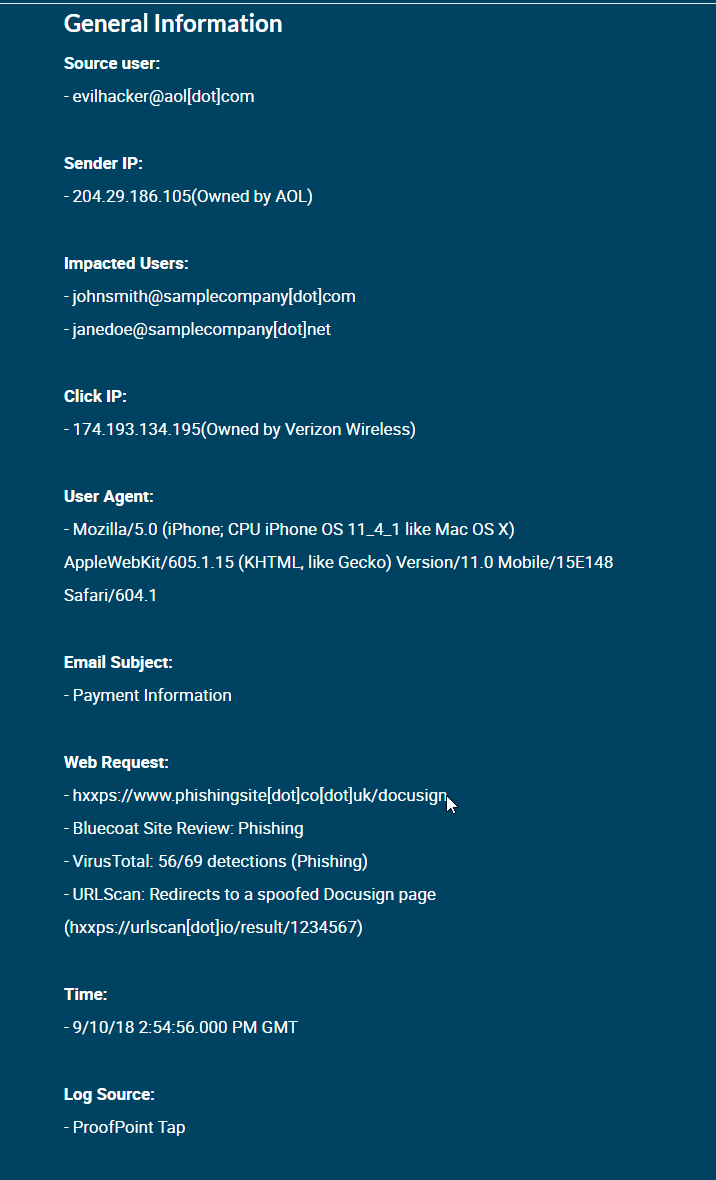 General Information
Source user:
- evilhacker@aol[dot]com
Sender IP:
- 204.29.186.105(Owned by AOL)
Impacted Users:
- johnsmith@samplecompany[dot]com
- janedoe@samplecompany[dot]net
Click IP:
- 174.193.134.195(Owned by Verizon Wireless)
User Agent:
- Mozilla/5.0 (iPhone; CPU iPhone OS 11_4_1 like Mac OS X)
AppleWebKit/605.1.15 (KHTML, like Gecko) Version/11.0 Mobile/15E148
Safari/604.1
Email Subject:
- Payment Information
Web Request:
- hxxps://www.phishingsite[dot]co[dot]uk/docusign
- Bluecoat Site Review: Phishing
- VirusTotal: 56/69 detections (Phishing)
- URLScan: Redirects to a spoofed Docusign page
(hxxps://urlscan[dot]io/result/1234567)
Time:
- 9/10/18 2:54:56.000 PM GMT
Log Source:
- ProofPoint Tap